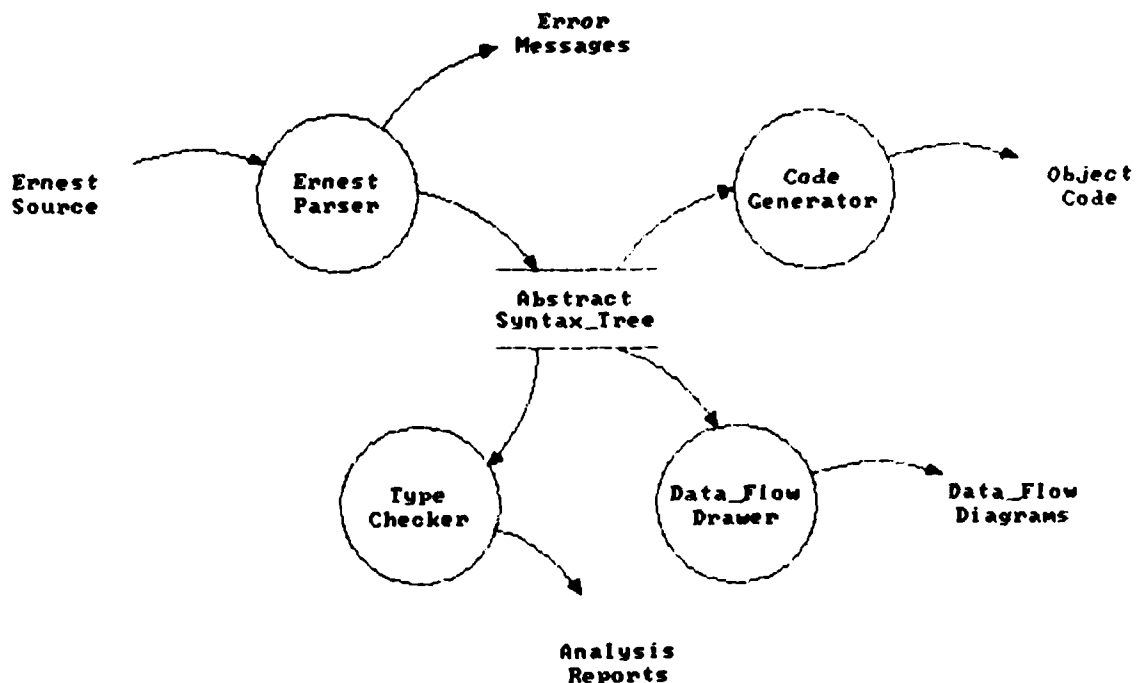 Error
Messages
Ernest
Source
Ernest
Parser
Code
Generator
Object
Code
Abstract
Syntax_Tree
Type
Checker
Data_Flow
Drawer
Data_Flow
Diagrams
Analysis
Reports